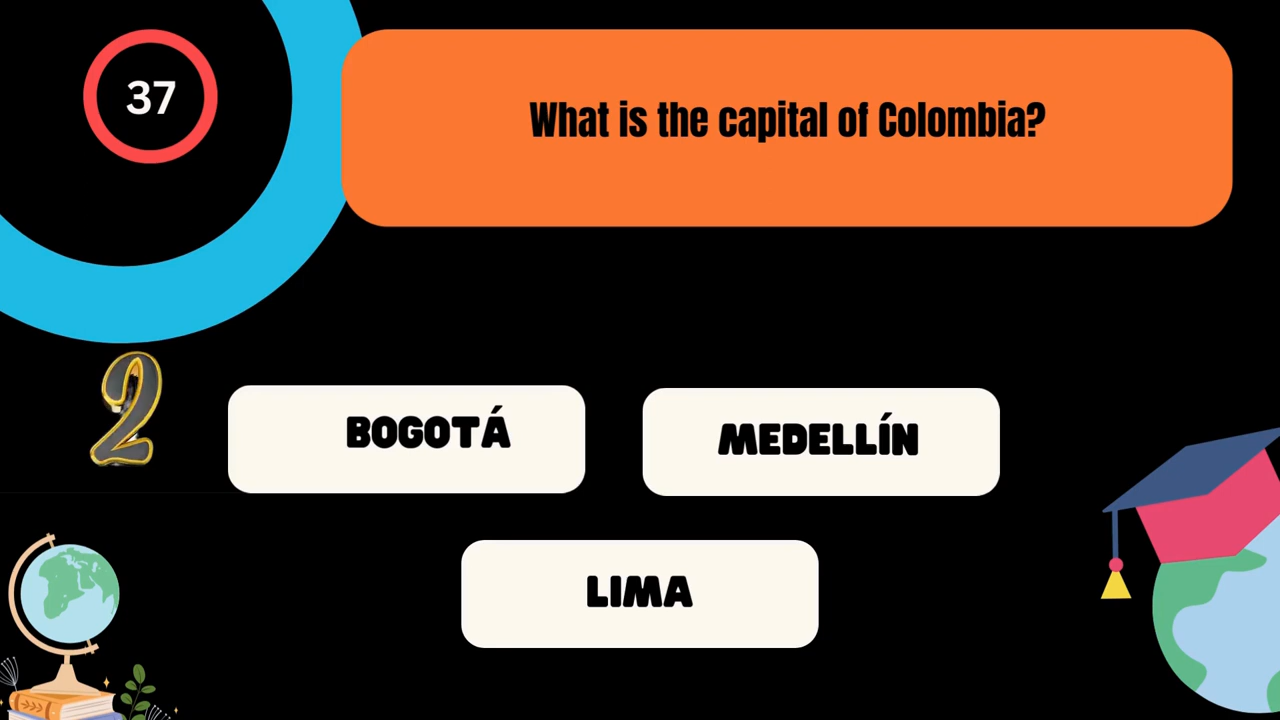 37
What is the capital of Colombia?
2
BOGOTÁ
MEDELLÍN
LIMA